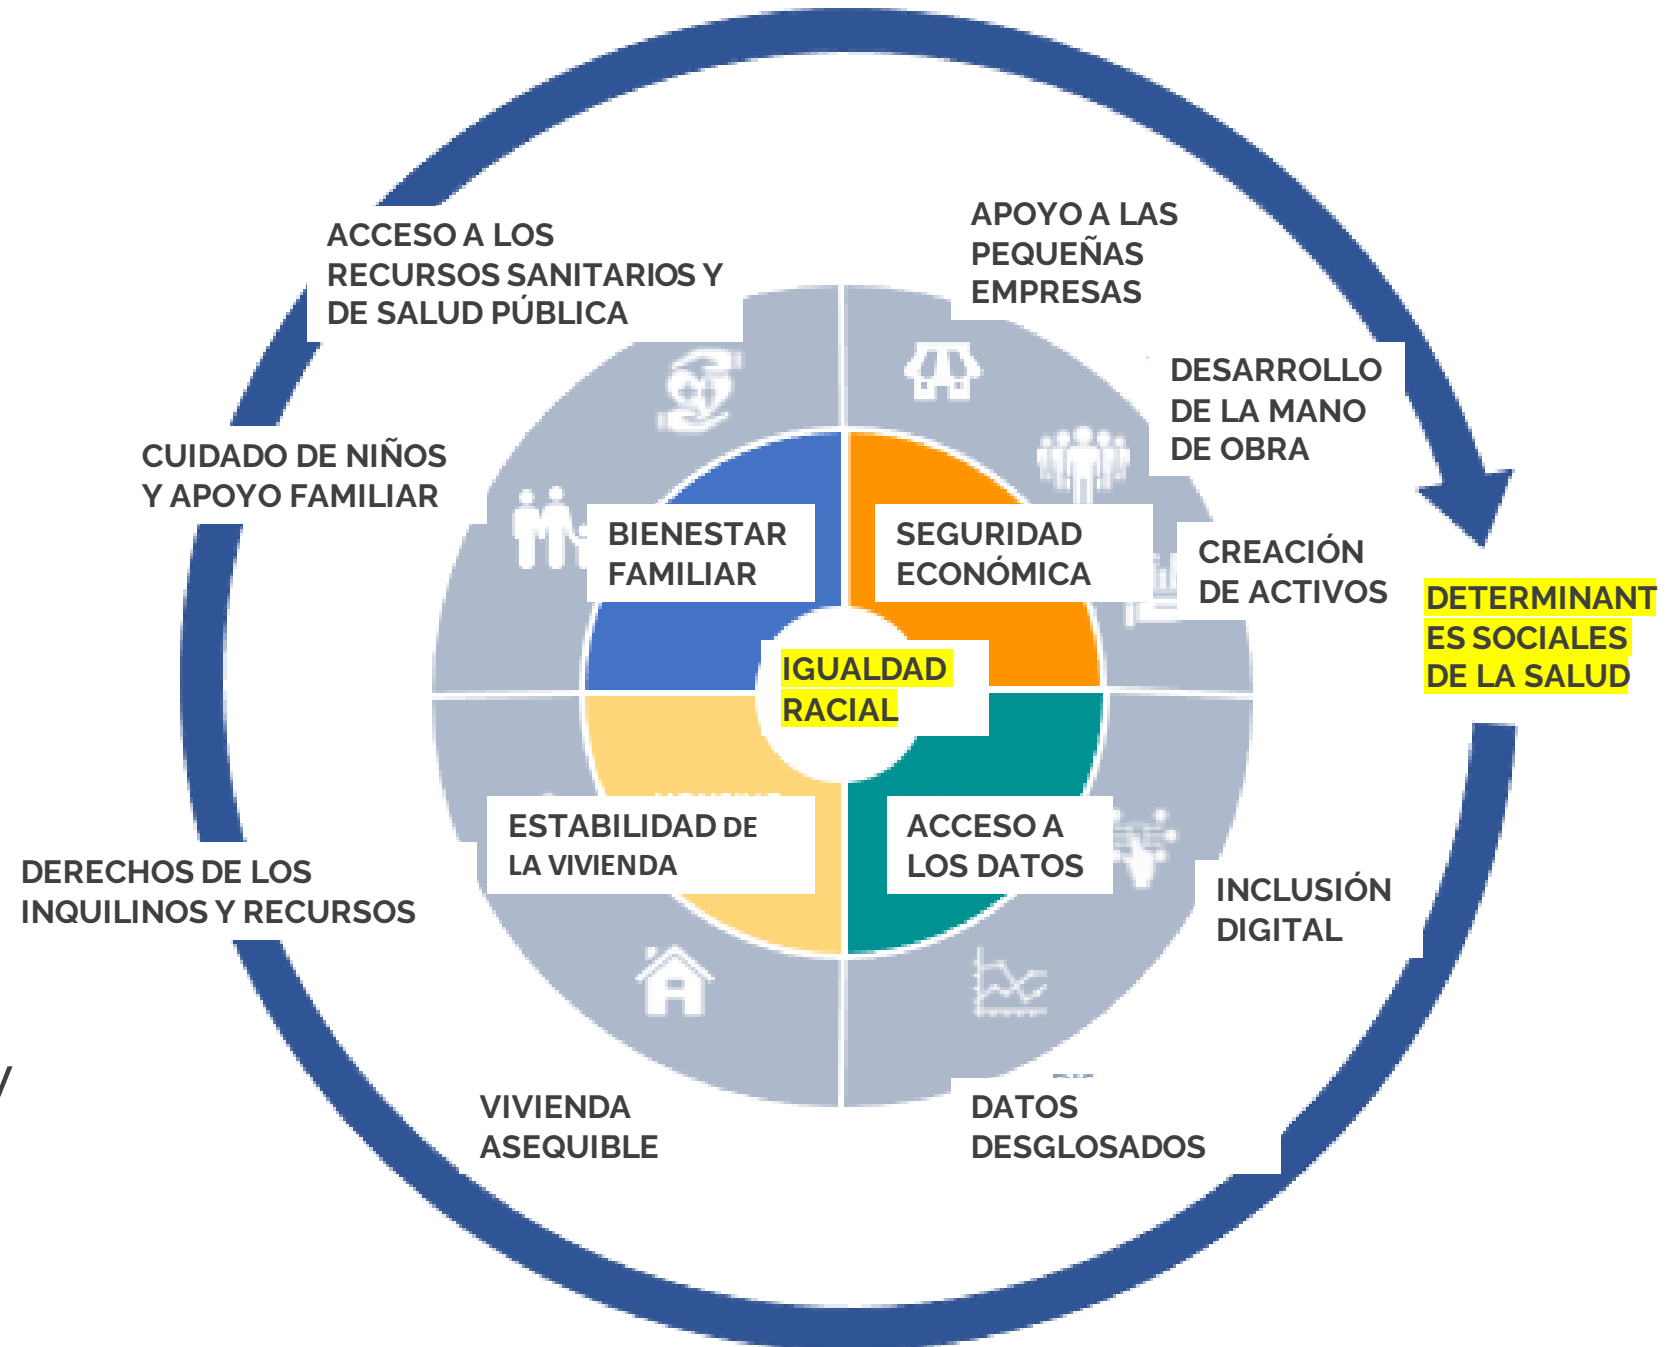 ACCESO A LOS
RECURSOS SANITARIOS Y
DE SALUD PÚBLICA
APOYO A LAS
PEQUEÑAS
EMPRESAS
DESARROLLO
DE LA MANO
DE OBRA
CUIDADO DE NIÑOS
Y APOYO FAMILIAR
BIENESTAR
FAMILIAR
SEGURIDAD
ECONÓMICA
CREACIÓN
DE ACTIVOS
DETERMINANT
ES SOCIALES
DE LA SALUD
IGUALDAD
RACIAL
ESTABILIDAD DE
LA VIVIENDA
ACCESO A
LOS DATOS
DERECHOS DE LOS
INQUILINOS Y RECURSOS
INCLUSIÓN
DIGITAL
VIVIENDA
ASEQUIBLE
DATOS
DESGLOSADOS